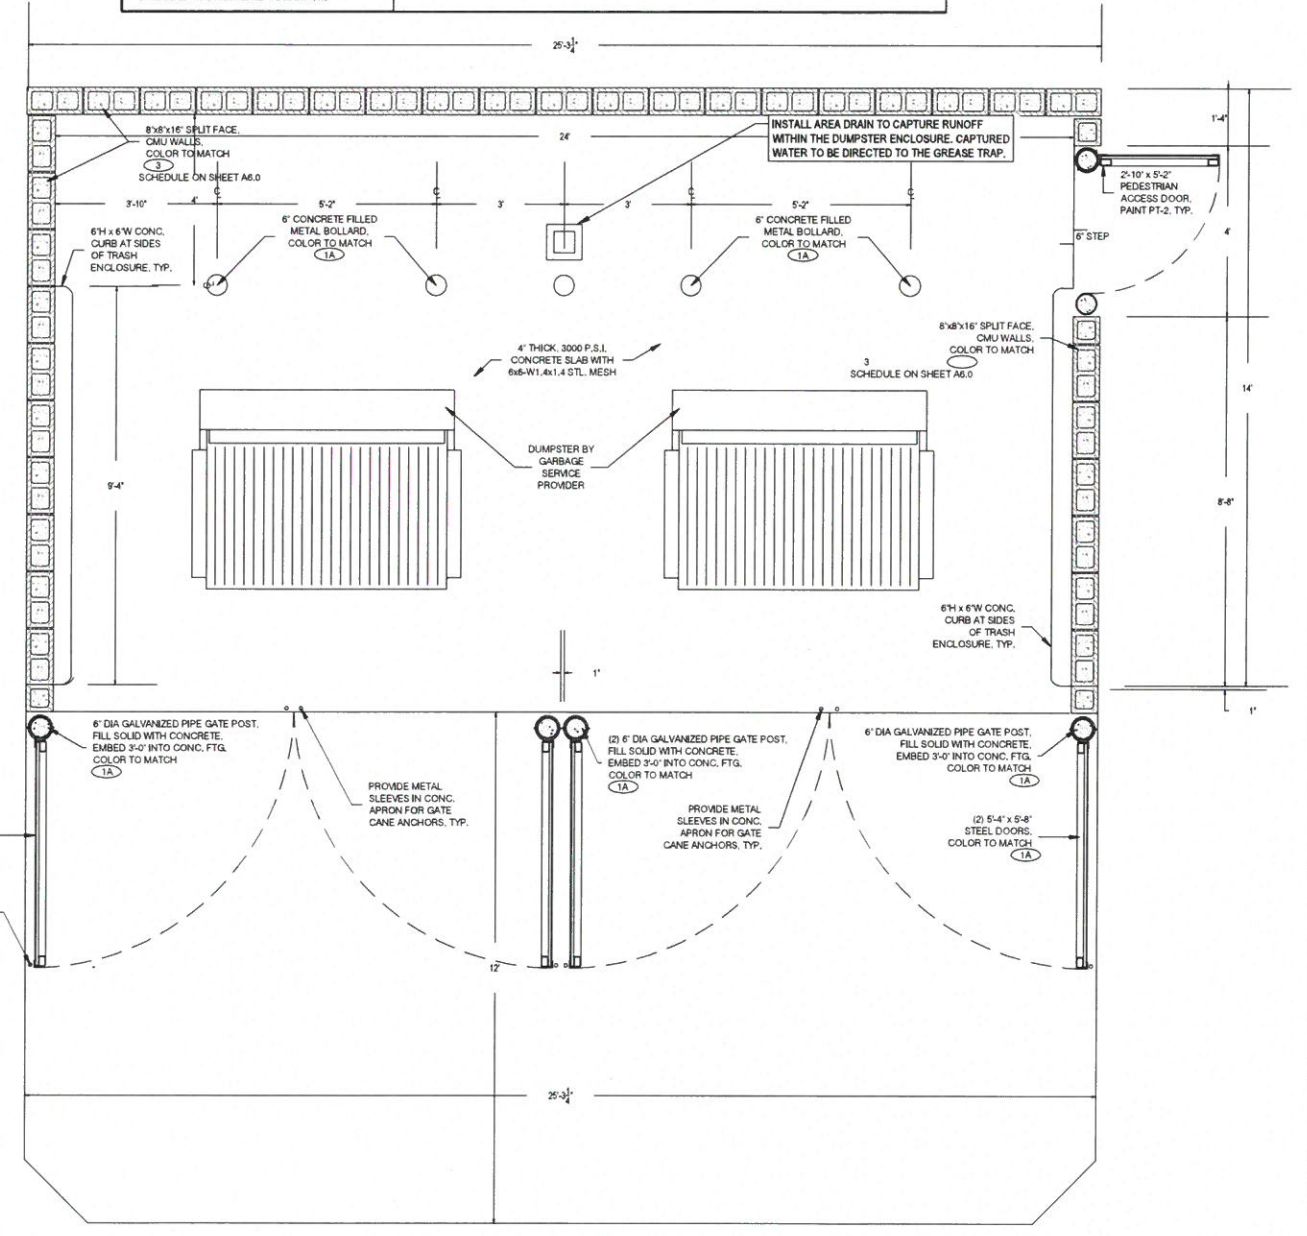 25'-3¼"
1'-4"
8"x8"x16" SPLIT FACE,
CMU WALLS,
COLOR TO MATCH
3
SCHEDULE ON SHEET A6.0
24'
INSTALL AREA DRAIN TO CAPTURE RUNOFF
WITHIN THE DUMPSTER ENCLOSURE. CAPTURED
WATER TO BE DIRECTED TO THE GREASE TRAP.
2'-10" x 5'-2"
PEDESTRIAN
ACCESS DOOR,
PAINT PT-2, TYP.
3'-10"
4'
5'-2"
3'
3'
5'-2"
6"H x 6"W CONC.
CURB AT SIDES
OF TRASH
ENCLOSURE, TYP.
6" CONCRETE FILLED
METAL BOLLARD,
COLOR TO MATCH
1A
6" CONCRETE FILLED
METAL BOLLARD,
COLOR TO MATCH
1A
6" STEP
4'
4" THICK, 3000 P.S.I.
CONCRETE SLAB WITH
6x6-W1.4x1.4 STL. MESH
8"x8"x16" SPLIT FACE,
CMU WALLS,
COLOR TO MATCH
3
SCHEDULE ON SHEET A6.0
14'
DUMPSTER BY
GARBAGE
SERVICE
PROVIDER
9'-4"
8'-8"
6"H x 6"W CONC.
CURB AT SIDES
OF TRASH
ENCLOSURE, TYP.
1"
1"
6" DIA GALVANIZED PIPE GATE POST,
FILL SOLID WITH CONCRETE,
EMBED 3'-0" INTO CONC. FTG.
COLOR TO MATCH
1A
(2) 6" DIA GALVANIZED PIPE GATE POST,
FILL SOLID WITH CONCRETE,
EMBED 3'-0" INTO CONC. FTG.
COLOR TO MATCH
1A
6" DIA GALVANIZED PIPE GATE POST,
FILL SOLID WITH CONCRETE,
EMBED 3'-0" INTO CONC. FTG.
COLOR TO MATCH
1A
PROVIDE METAL
SLEEVES IN CONC.
APRON FOR GATE
CANE ANCHORS, TYP.
PROVIDE METAL
SLEEVES IN CONC.
APRON FOR GATE
CANE ANCHORS, TYP.
(2) 5'-4" x 5'-8"
STEEL DOORS,
COLOR TO MATCH
1A
12'
25'-3¼"